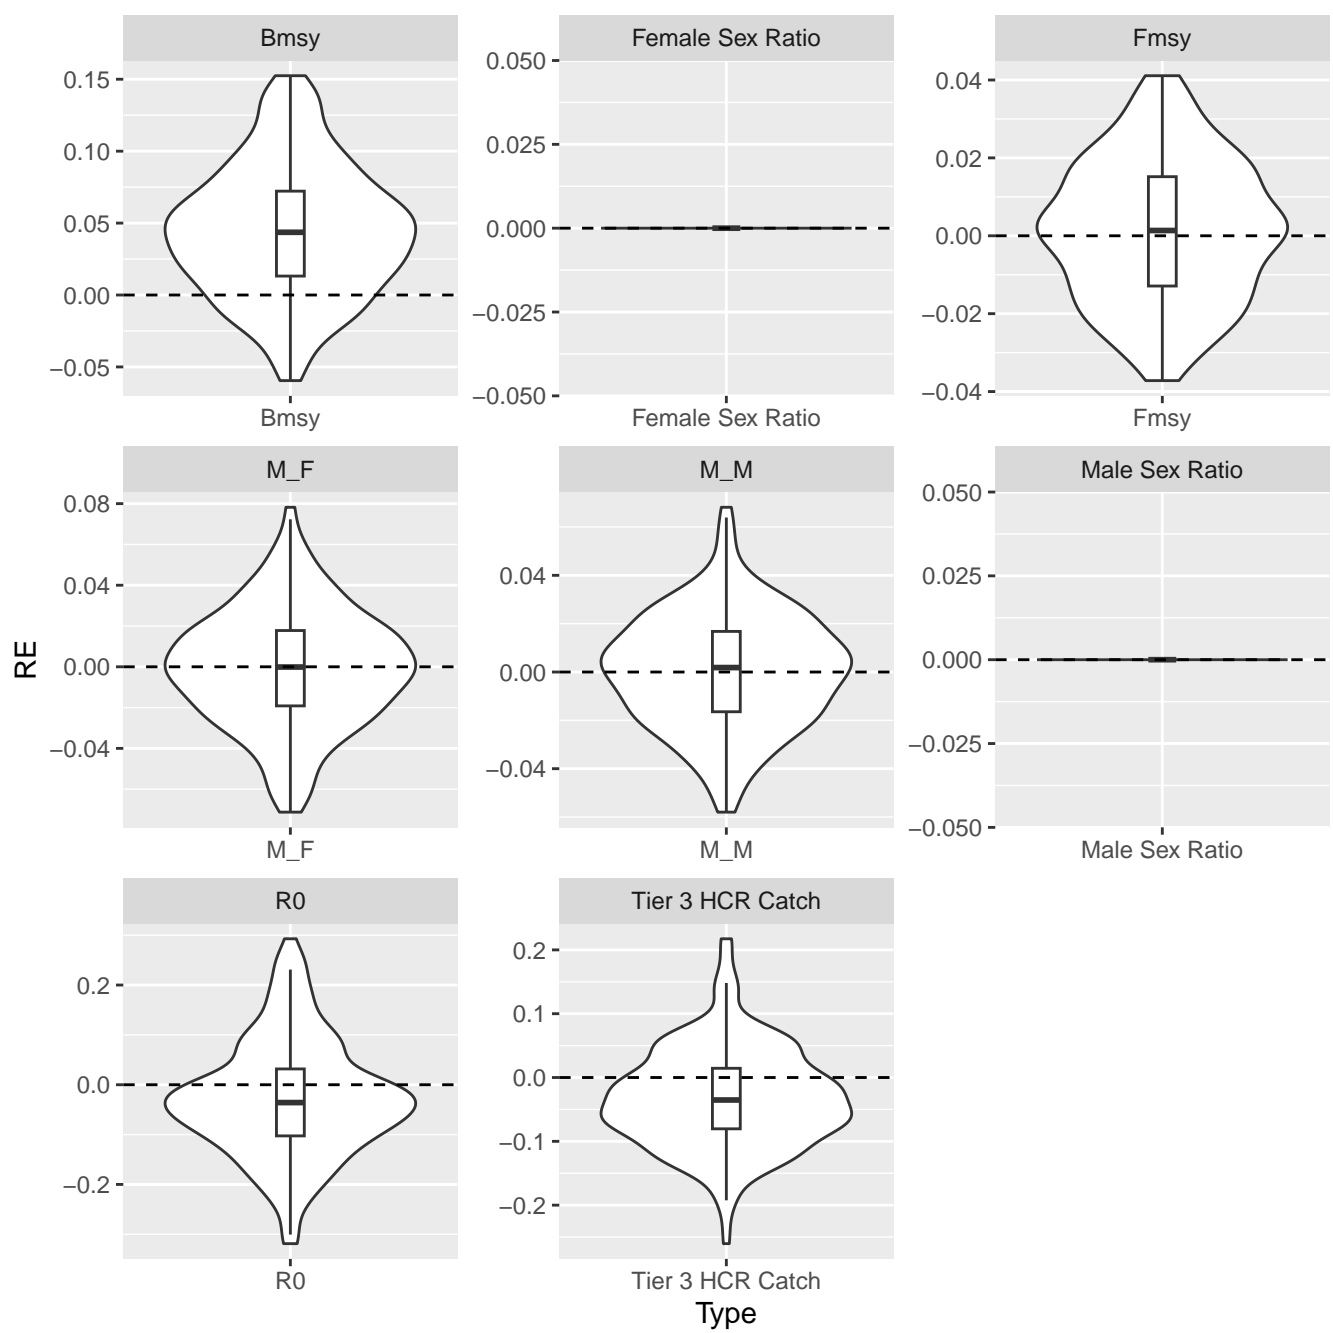 Bmsy
Female Sex Ratio
Fmsy
0.15
0.10
0.05
0.00
−0.05
0.050
0.025
0.000
−0.025
−0.050
0.04
0.02
0.00
−0.02
−0.04
Bmsy
Female Sex Ratio
Fmsy
M_F
M_M
Male Sex Ratio
0.08
0.04
0.00
−0.04
0.04
0.00
−0.04
0.050
0.025
0.000
−0.025
−0.050
M_F
M_M
Male Sex Ratio
RE
R0
Tier 3 HCR Catch
0.2
0.0
−0.2
0.2
0.1
0.0
−0.1
−0.2
R0
Tier 3 HCR Catch
Type